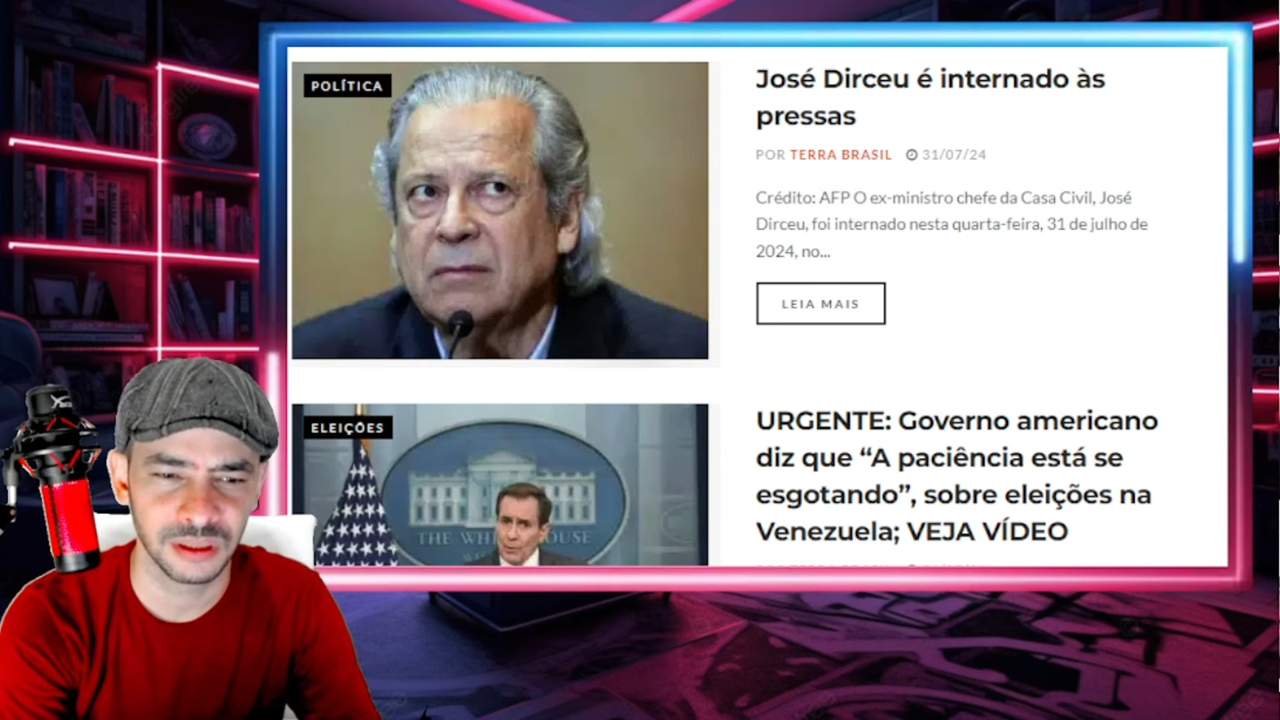 POLÍTICA
José Dirceu é internado às
pressas
POR TERRA BRASIL 31/07/24
Crédito: AFP O ex-ministro chefe da Casa Civil, José
Dirceu, foi internado nesta quarta-feira, 31 de julho de
2024, no...
LEIA MAIS
ELEIÇÕES
THE WHITE HOUSE
URGENTE: Governo americano
diz que “A paciência está se
esgotando”, sobre eleições na
Venezuela; VEJA VÍDEO